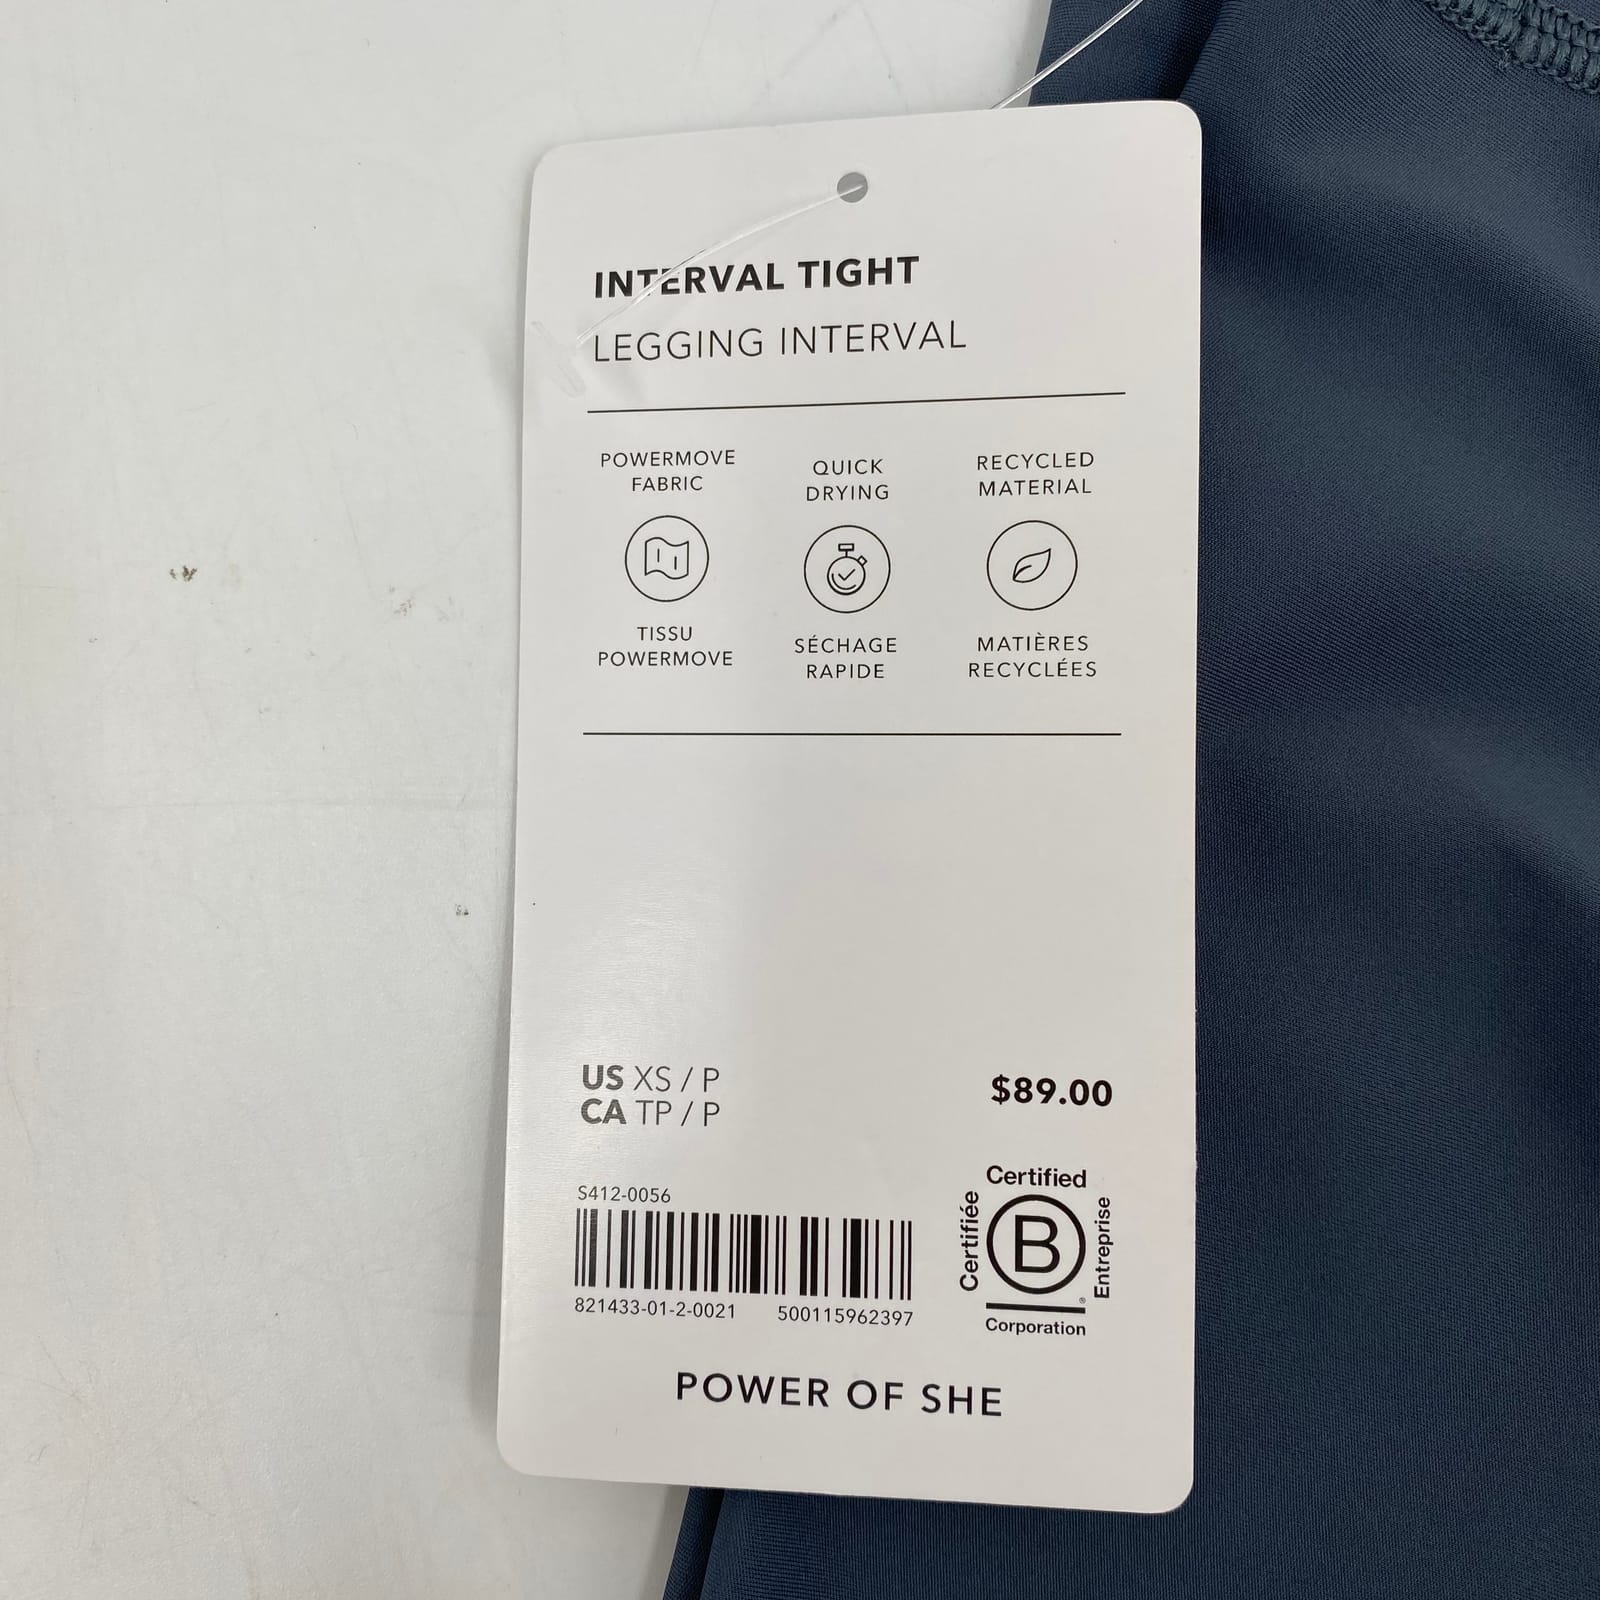 INTERVAL TIGHT
LEGGING INTERVAL
POWERMOVE
FABRIC
TISSU
POWERMOVE
QUICK
DRYING
SÉCHAGE
RAPIDE
RECYCLED
MATERIAL
MATIÈRES
RECYCLÉES
US XS / P
CA TP / P
$89.00
S412-0056
821433-01-2-0021 500115962397
Certified
Certifiée
B
Entreprise
®
Corporation
POWER OF SHE